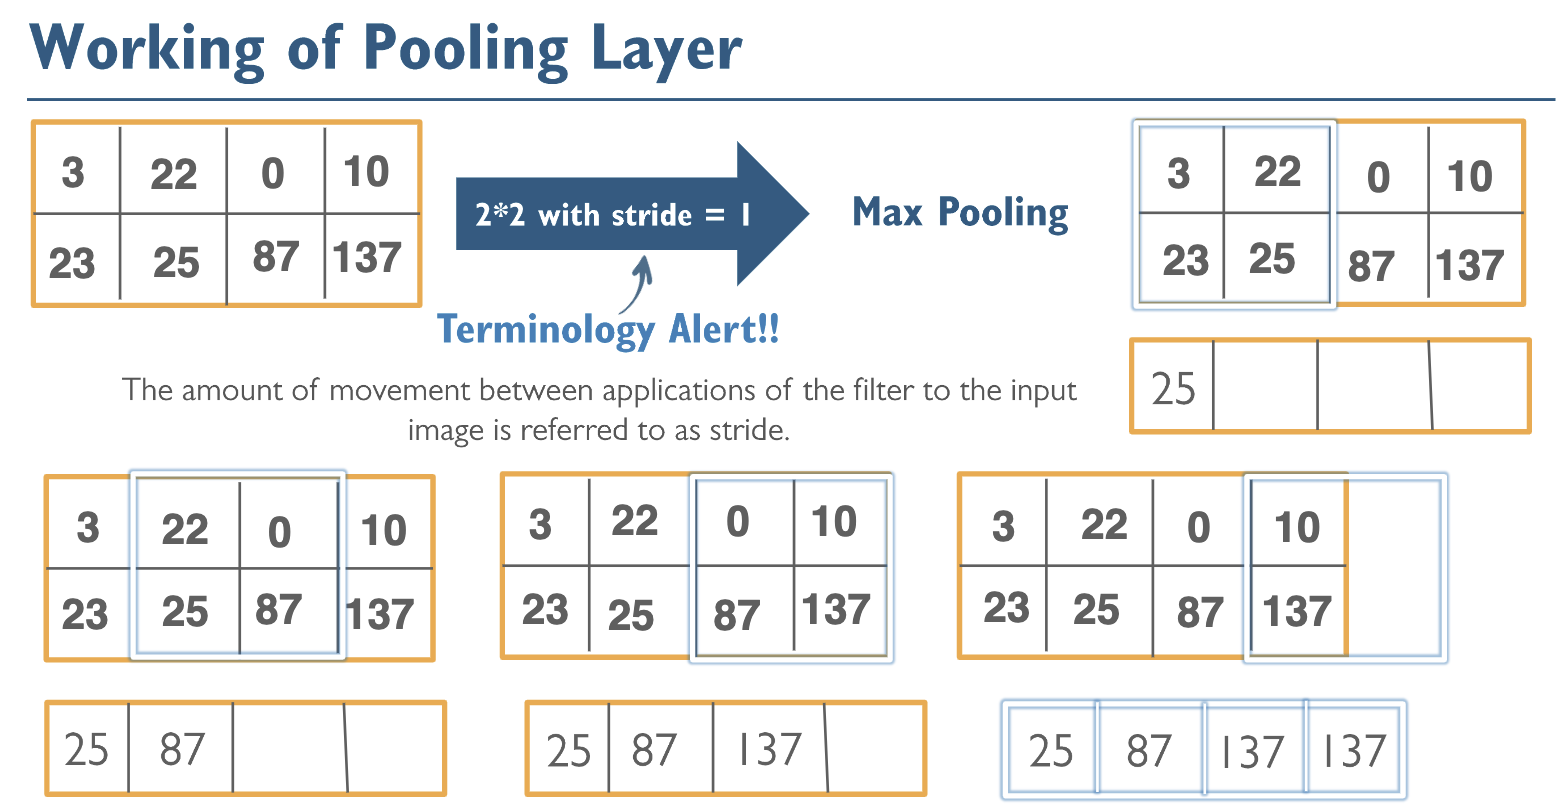 Working of Pooling Layer
3 22 0 10
23 25 87 137
2*2 with stride = 1
Max Pooling
Terminology Alert!!
3 22 0 10
23 25 87 137
25
The amount of movement between applications of the filter to the input
image is referred to as stride.
3 22 0 10
23 25 87 137
25 87
3 22 0 10
23 25 87 137
25 87 137
3 22 0 10
23 25 87 137
25 87 137 137